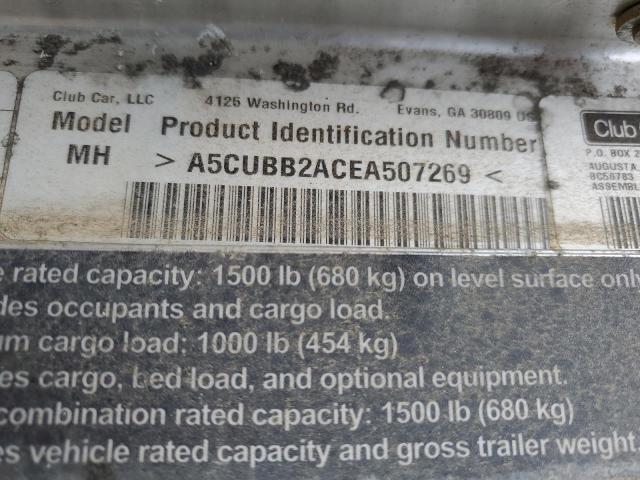 Club Car, LLC 4125 Washington Rd. Evans, GA 30809 US
Model Product Identification Number
MH > A5CUBB2ACEA507269 <
Club
P.O. BOX 2
AUGUSTA,
BC58783
ASSEMBL
e rated capacity: 1500 lb (680 kg) on level surface only
des occupants and cargo load.
um cargo load: 1000 lb (454 kg)
es cargo, bed load, and optional equipment.
combination rated capacity: 1500 lb (680 kg)
es vehicle rated capacity and gross trailer weight.